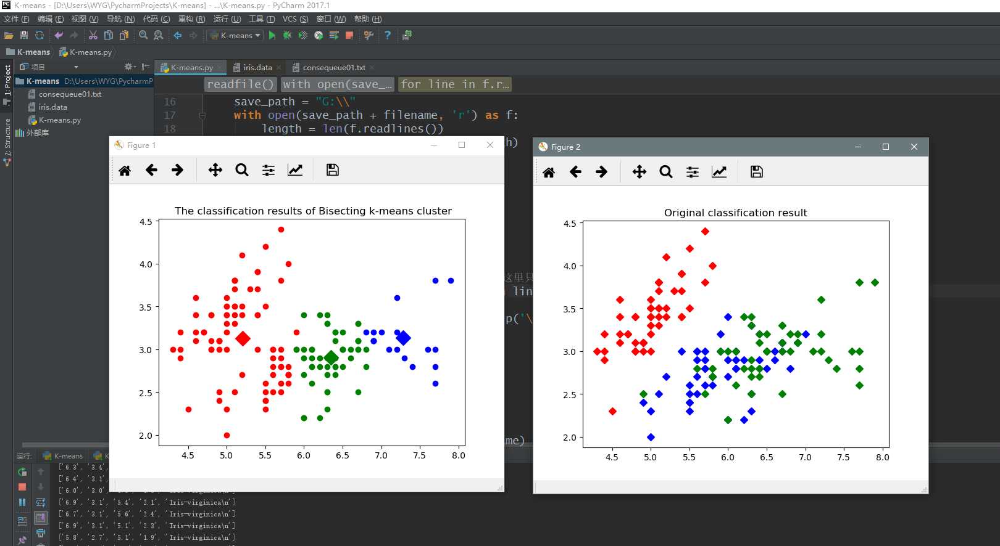 K-means - [D:\Users\WYG\PycharmProjects\K-means] - ...\K-means.py - PyCharm 2017.1
文件 (F) 编辑 (E) 视图 (V) 导航 (N) 代码 (C) 重构 (R) 运行 (U) 工具 (T) VCS (S) 窗口 (W) 帮助 (H)
K-means
K-means K-means.py
项目
K-means.py iris.data consequeue01.txt
1: Project
7: Structure
K-means D:\Users\WYG\PycharmP
consequeue01.txt
iris.data
K-means.py
外部库
readfile() with open(save_... for line in f.r...
16 save_path = "G:\\"
17 with open(save_path + filename, 'r') as f:
18 length = len(f.readlines())
h)
这里只
lin
p('\
me)
Figure 1
The classification results of Bisecting k-means cluster
4.5
4.0
3.5
3.0
2.5
2.0
4.5 5.0 5.5 6.0 6.5 7.0 7.5 8.0
Figure 2
Original classification result
4.5
4.0
3.5
3.0
2.5
2.0
4.5 5.0 5.5 6.0 6.5 7.0 7.5 8.0
运行: K-means K
['6.3', '3.4',
['6.4', '3.1',
['6.0', '3.0',
['6.9', '3.1', '5.4', '2.1', 'Iris-virginica\n']
['6.7', '3.1', '5.6', '2.4', 'Iris-virginica\n']
['6.9', '3.1', '5.1', '2.3', 'Iris-virginica\n']
['5.8', '2.7', '5.1', '1.9', 'Iris-virginica\n']